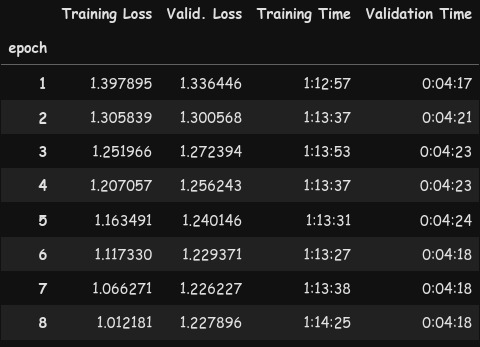 Training Loss Valid. Loss Training Time Validation Time
epoch
1 1.397895 1.336446 1:12:57 0:04:17
2 1.305839 1.300568 1:13:37 0:04:21
3 1.251966 1.272394 1:13:53 0:04:23
4 1.207057 1.256243 1:13:37 0:04:23
5 1.163491 1.240146 1:13:31 0:04:24
6 1.117330 1.229371 1:13:27 0:04:18
7 1.066271 1.226227 1:13:38 0:04:18
8 1.012181 1.227896 1:14:25 0:04:18